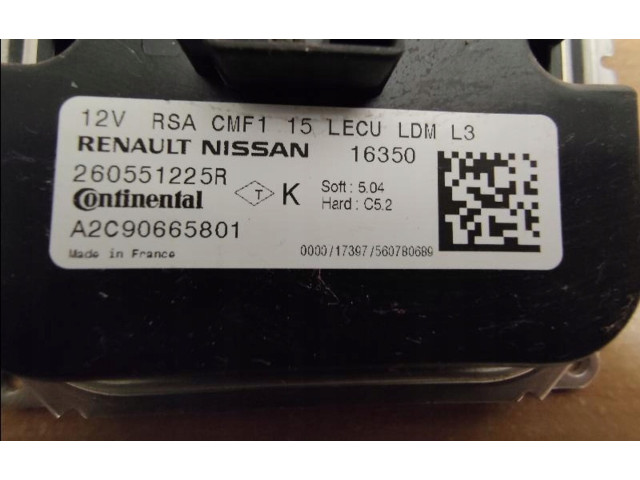 12V RSA CMF1 15 LECU LDM L3
RENAULT NISSAN 16350
260551225R
Continental T K Soft : 5.04
Hard : C5.2
A2C90665801
Made in France 0000/17397/560780689